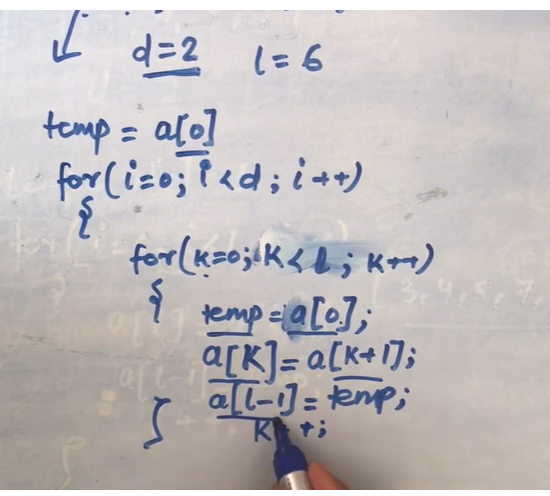 d=2 l=6
temp = a[0]
for(i=0; i<d; i++)
{
for(k=0; k<l; k++)
{
temp = a[0];
a[k] = a[k+1];
a[l-1] = temp;
}
k++;